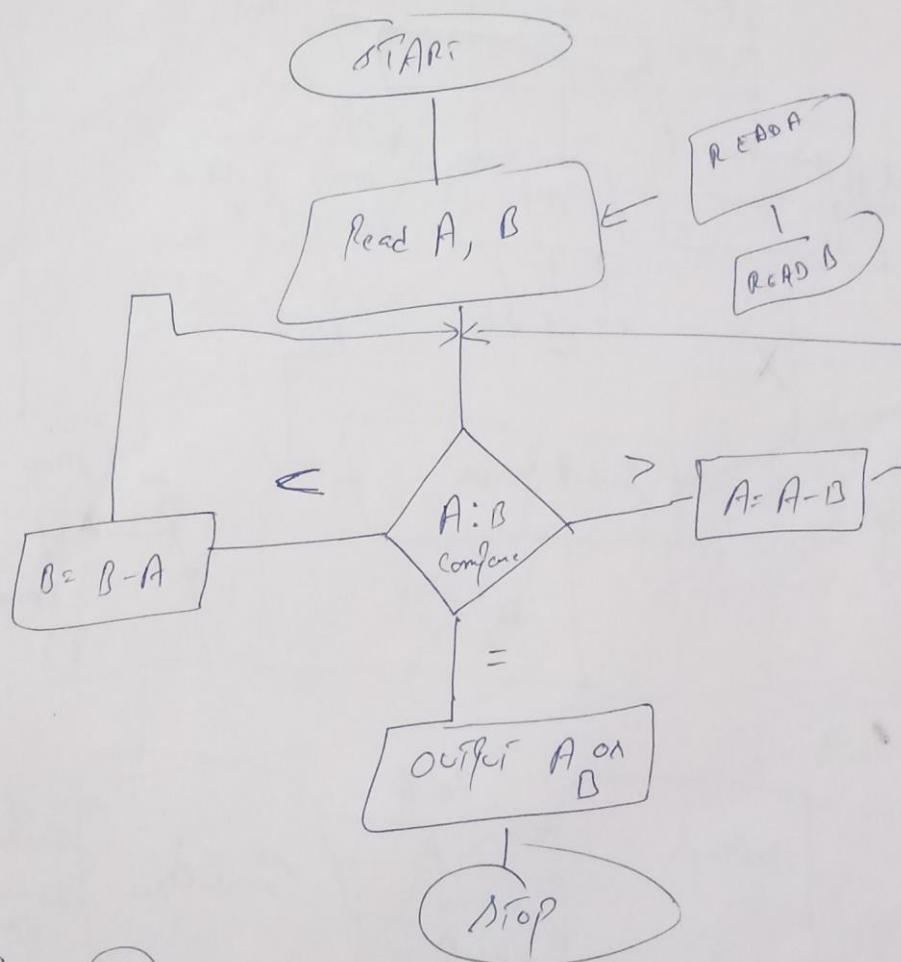 START
Read A, B
READ A
READ B
<
A:B
Compare
>
A= A-B
B= B-A
=
OUTPUT A or
B
STOP